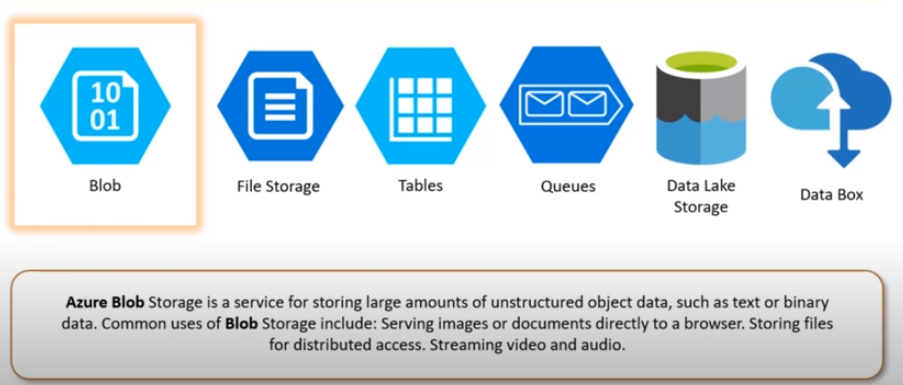 10
01
Blob
File Storage
Tables
Queues
Data Lake
Storage
Data Box
Azure Blob Storage is a service for storing large amounts of unstructured object data, such as text or binary
data. Common uses of Blob Storage include: Serving images or documents directly to a browser. Storing files
for distributed access. Streaming video and audio.